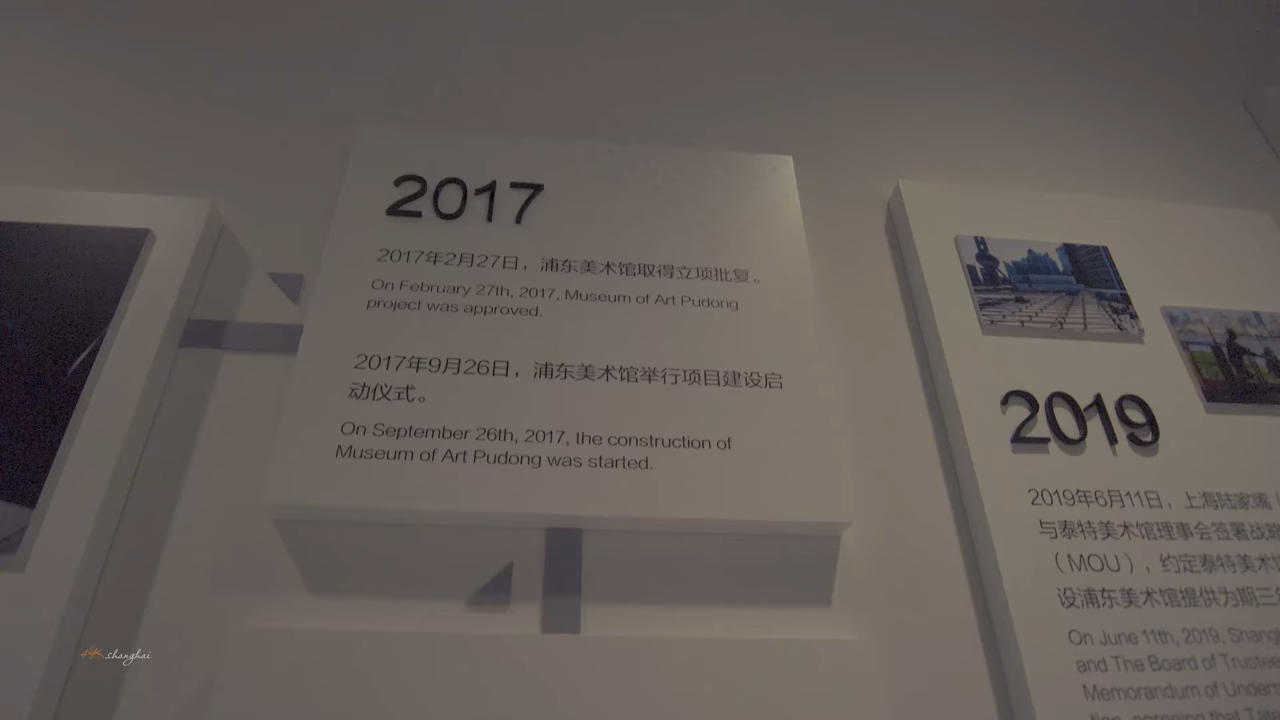 2017
2017年2月27日，浦东美术馆取得立项批复。
On February 27th, 2017, Museum of Art Pudong
project was approved.
2017年9月26日，浦东美术馆举行项目建设启
动仪式。
On September 26th, 2017, the construction of
Museum of Art Pudong was started.
2019
2019年6月11日，上海陆家嘴
与泰特美术馆理事会签署战略
（MOU），约定泰特美术
设浦东美术馆提供为期三
On June 11th, 2019, Shang
and The Board of Trustee
Memorandum of Unders
4K.shanghai